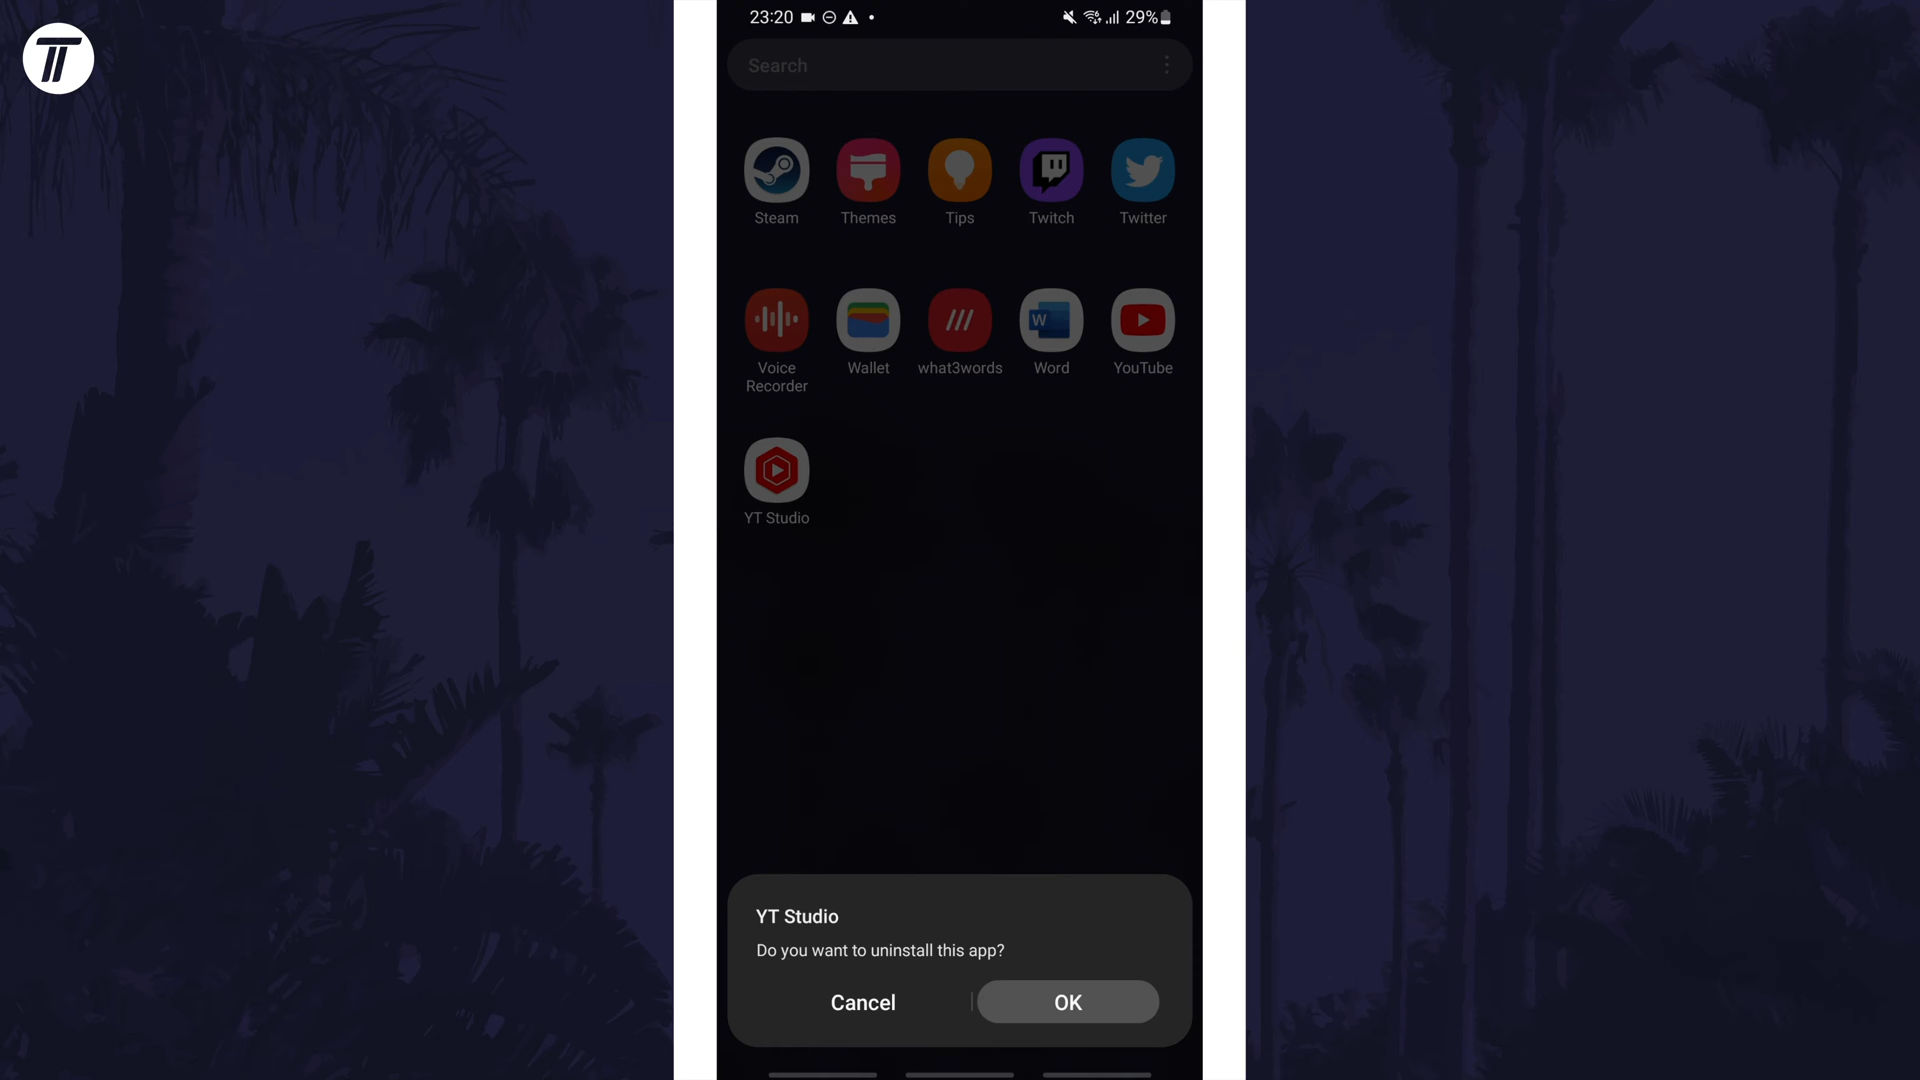 23:20
29%
Search
Steam Themes Tips Twitch Twitter
Voice Recorder Wallet what3words Word YouTube
YT Studio
YT Studio
Do you want to uninstall this app?
Cancel OK